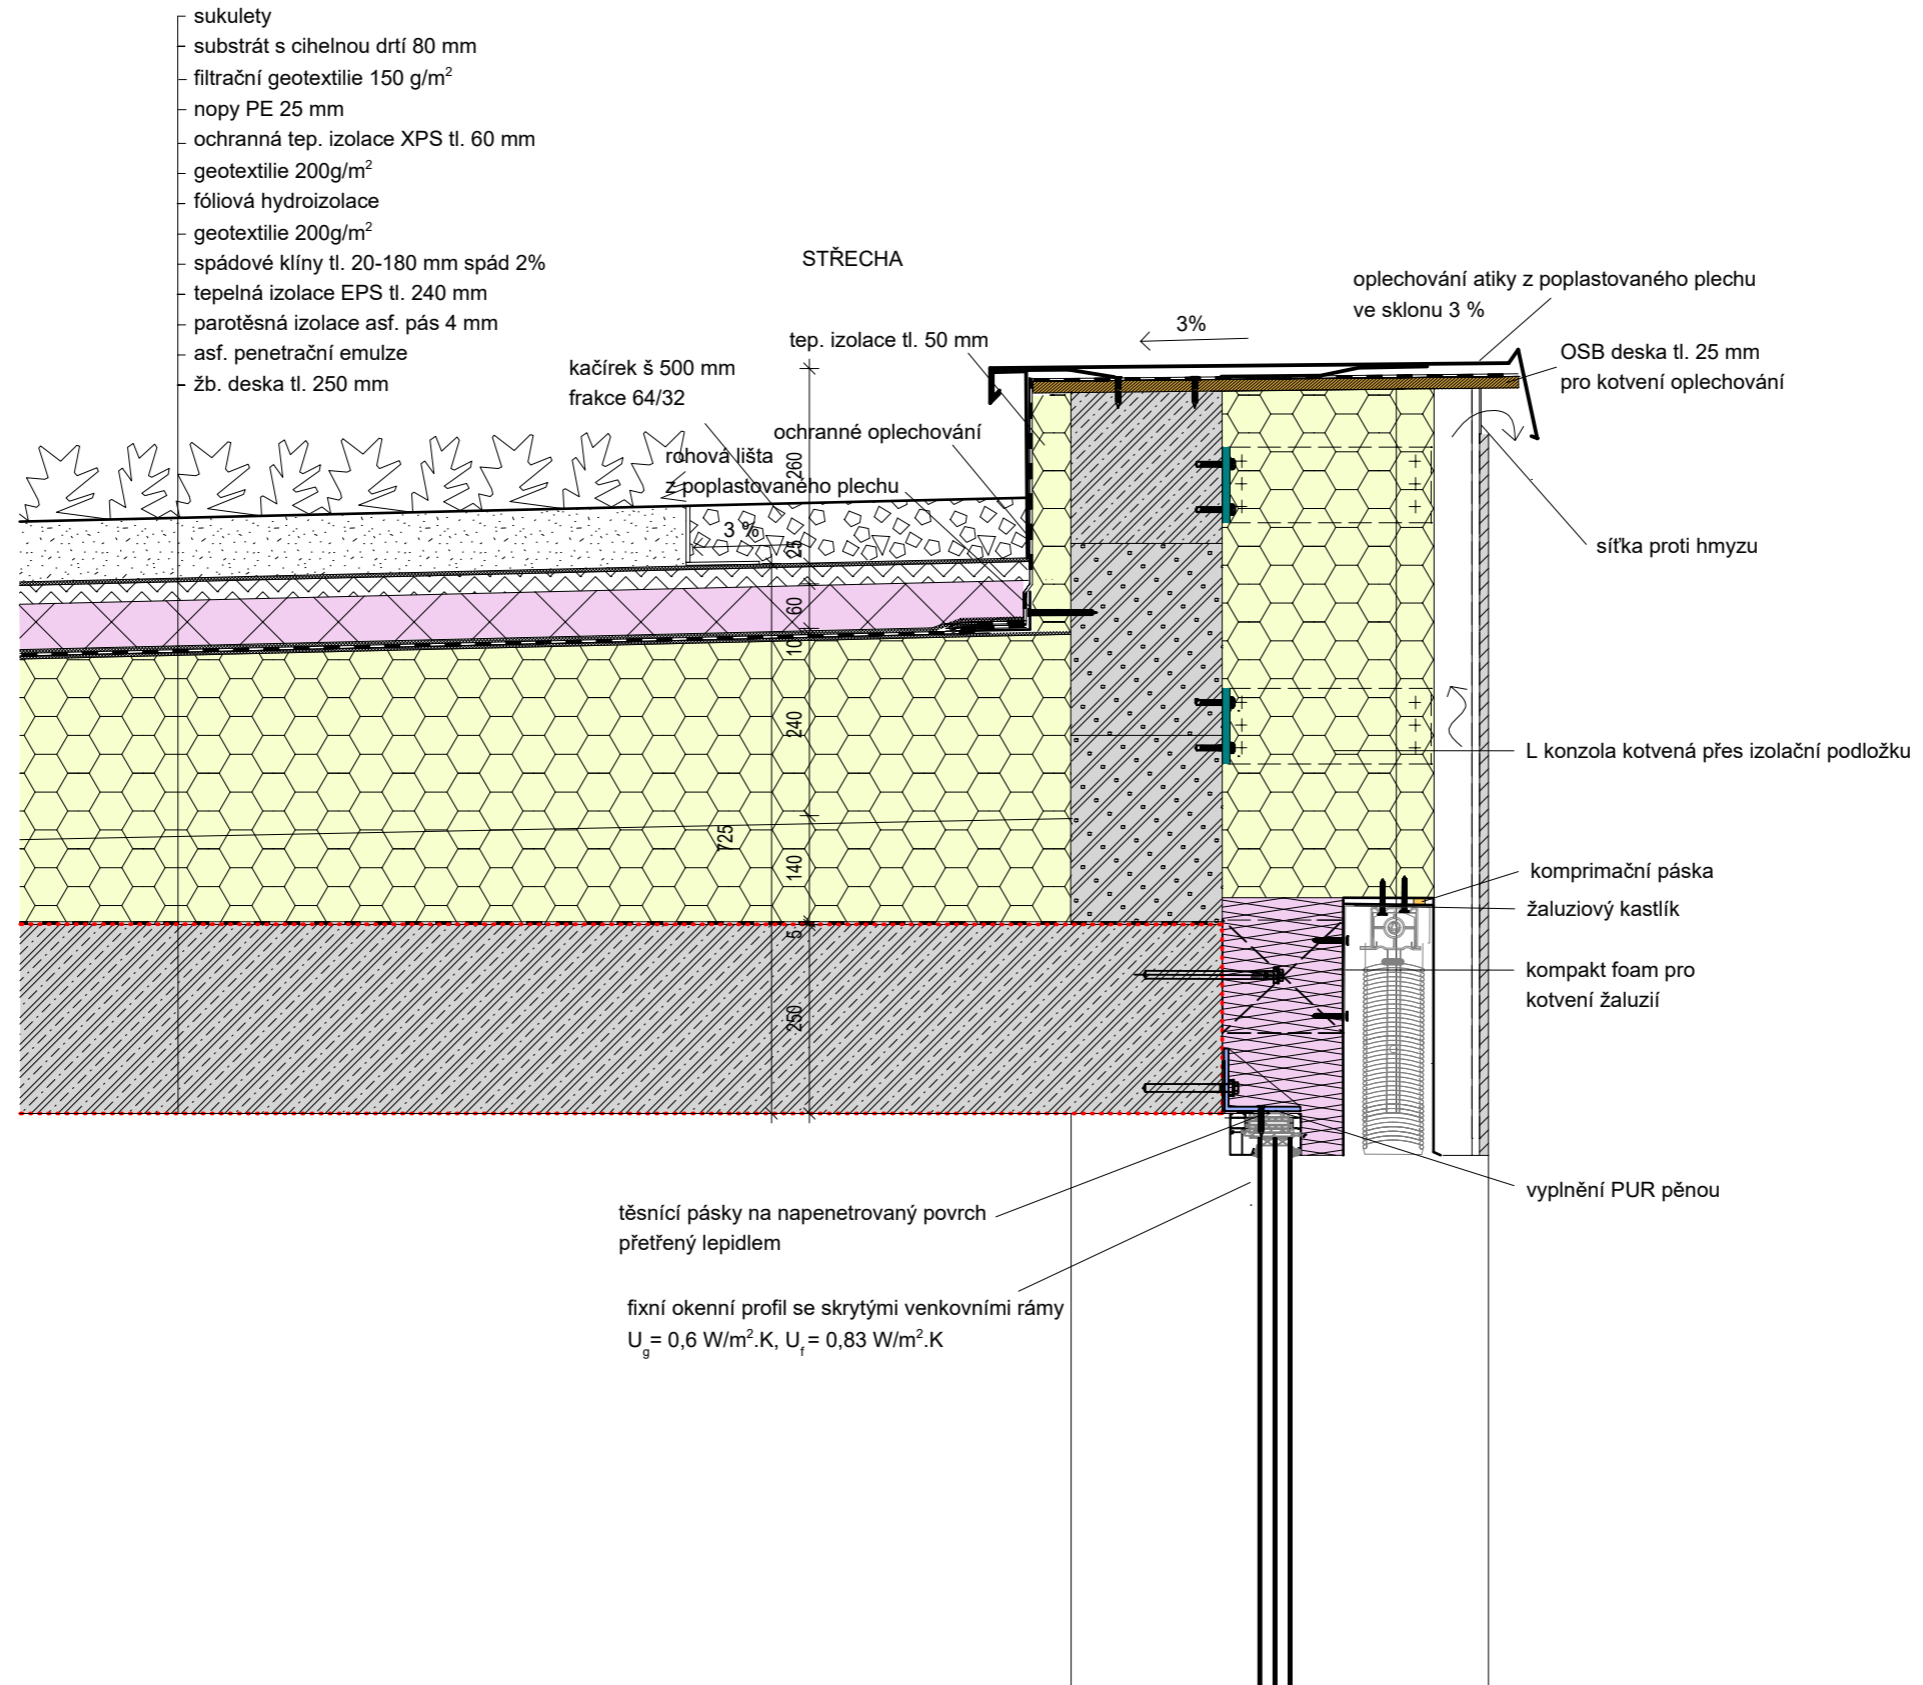 sukulety
substrát s cihelnou drtí 80 mm
filtrační geotextilie 150 g/m²
nopy PE 25 mm
ochranná tep. izolace XPS tl. 60 mm
geotextilie 200g/m²
fóliová hydroizolace
geotextilie 200g/m²
spádové klíny tl. 20-180 mm spád 2%
tepelná izolace EPS tl. 240 mm
parotěsná izolace asf. pás 4 mm
asf. penetrační emulze
žb. deska tl. 250 mm
STŘECHA
tep. izolace tl. 50 mm
kačírek š 500 mm
frakce 64/32
ochranné oplechování
rohová lišta
z poplastovaného plechu
3%
oplechování atiky z poplastovaného plechu
ve sklonu 3 %
OSB deska tl. 25 mm
pro kotvení oplechování
síťka proti hmyzu
L konzola kotvená přes izolační podložku
komprimační páska
žaluziový kastlík
kompakt foam pro
kotvení žaluzií
vyplnění PUR pěnou
260
3 %
25
60
10
240
725
140
5
250
těsnící pásky na napenetrovaný povrch
přetřený lepidlem
fixní okenní profil se skrytými venkovními rámy
U_g= 0,6 W/m².K, U_f= 0,83 W/m².K